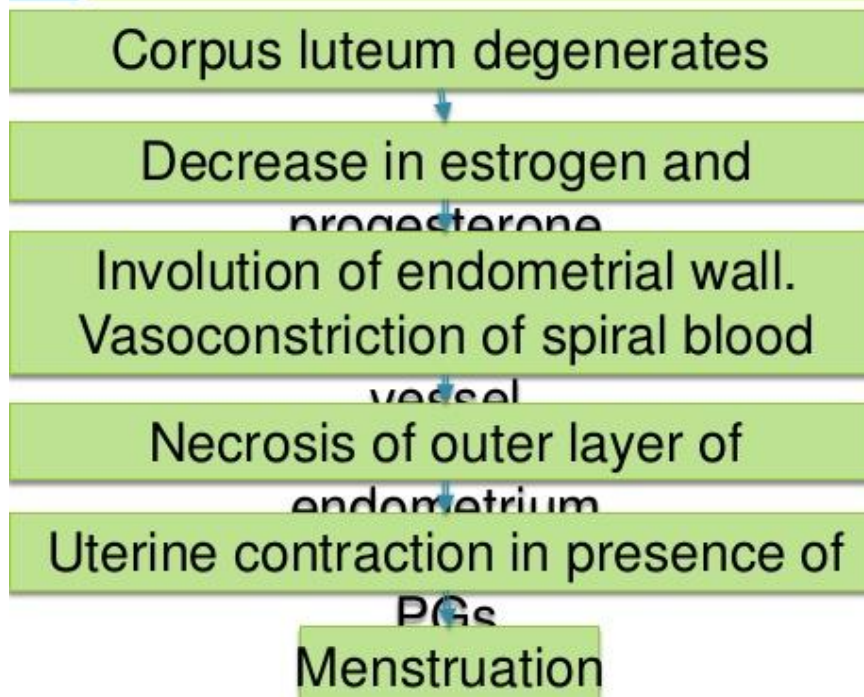 Corpus luteum degenerates
Decrease in estrogen and
progesterone
Involution of endometrial wall.
Vasoconstriction of spiral blood
vessel
Necrosis of outer layer of
endometrium
Uterine contraction in presence of
PGs
Menstruation